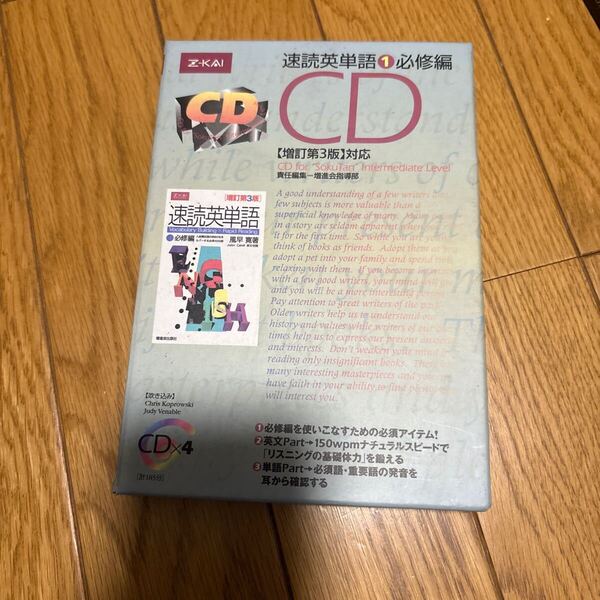 Z-KAI
速読英単語1必修編
CD
CD
【増訂第3版】対応
CD for "SokuTan" Intermediate Level
責任編集―増進会指導部
Z-KAI
[増訂第3版]
速読英単語
Vocabulary Building × Rapid Reading
必修編
風早 寛著
A good understanding of a few writers and
few subjects is more valuable than a
superficial knowledge of many. Many
in a story are seldom apparent when
it for the first time. So while you are
think of books as friends. Adopt them as
adopt a pet into your family and spend
relaxing with them. If you become
with a few good writers, your mind will
and you will be a more interesting person.
Pay attention to great writers of the past.
Older writers help us to understand our
history and values while writers of our own
times help us to express our present
and interests. Don't weaken your mind
reading only insignificant books. There
many interesting masterpieces and you
have faith in your ability to find
will interest you.
【吹き込み】
Chris Koprowski
Judy Venable
CD×4
[計185分]
1必修編を使いこなすための必須アイテム!
2英文Part→150wpmナチュラルスピードで
「リスニングの基礎体力」を鍛える
3単語Part→必須語・重要語の発音を
耳から確認する